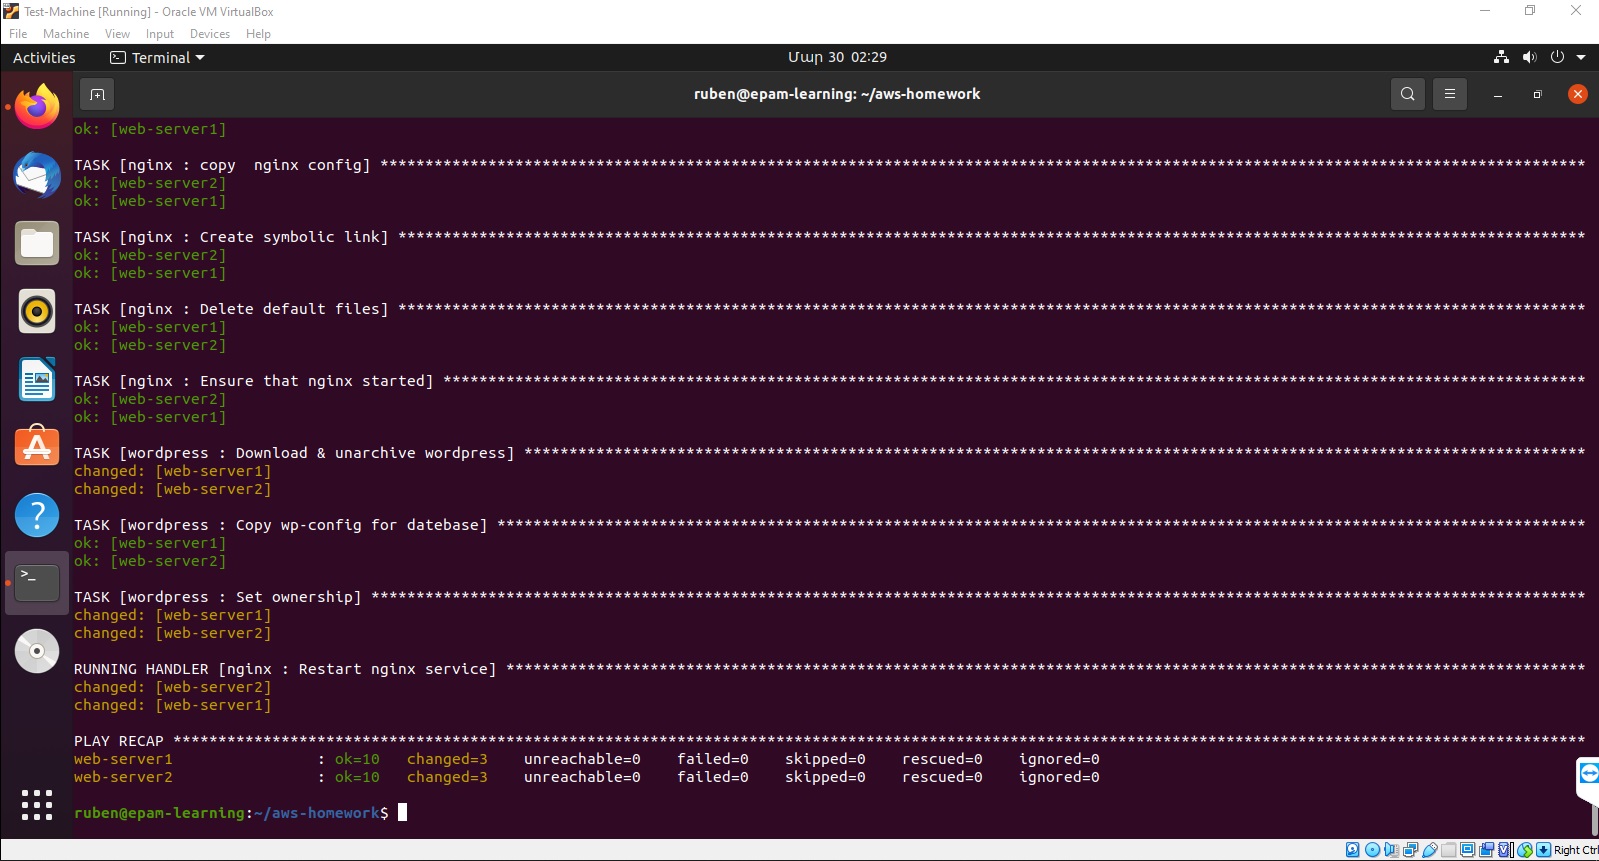 Test-Machine [Running] - Oracle VM VirtualBox
File Machine View Input Devices Help
Activities Terminal Մար 30 02:29
ruben@epam-learning: ~/aws-homework
ok: [web-server1]
TASK [nginx : copy  nginx config] **************************************************************************************************************************************
ok: [web-server2]
ok: [web-server1]
TASK [nginx : Create symbolic link] ************************************************************************************************************************************
ok: [web-server2]
ok: [web-server1]
TASK [nginx : Delete default files] ************************************************************************************************************************************
ok: [web-server1]
ok: [web-server2]
TASK [nginx : Ensure that nginx started] *******************************************************************************************************************************
ok: [web-server2]
ok: [web-server1]
TASK [wordpress : Download & unarchive wordpress] **********************************************************************************************************************
changed: [web-server1]
changed: [web-server2]
TASK [wordpress : Copy wp-config for datebase] *************************************************************************************************************************
ok: [web-server1]
ok: [web-server2]
TASK [wordpress : Set ownership] ***************************************************************************************************************************************
changed: [web-server1]
changed: [web-server2]
RUNNING HANDLER [nginx : Restart nginx service] ************************************************************************************************************************
changed: [web-server2]
changed: [web-server1]
PLAY RECAP *************************************************************************************************************************************************************
web-server1                : ok=10   changed=3    unreachable=0    failed=0    skipped=0    rescued=0    ignored=0
web-server2                : ok=10   changed=3    unreachable=0    failed=0    skipped=0    rescued=0    ignored=0
ruben@epam-learning:~/aws-homework$
Right Ctrl